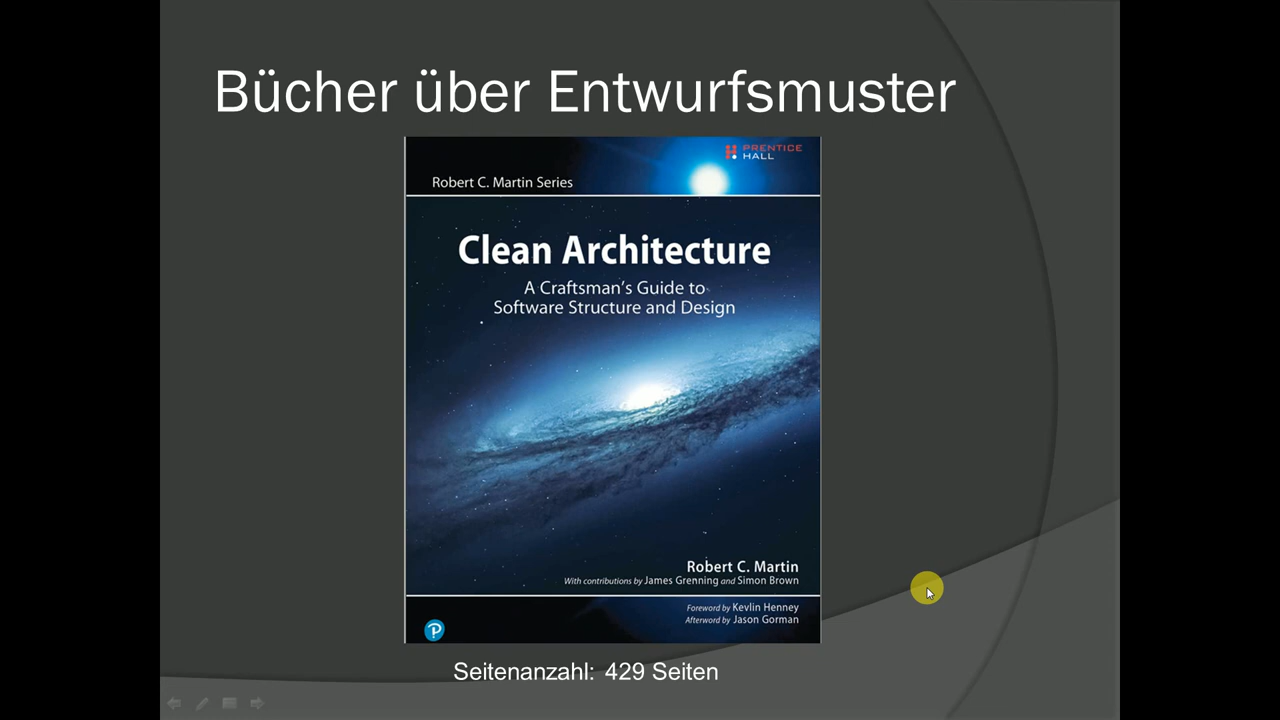 Bücher über Entwurfsmuster
PRENTICE
HALL
Robert C. Martin Series
Clean Architecture
A Craftsman's Guide to
Software Structure and Design
Robert C. Martin
With contributions by James Grenning and Simon Brown
Foreword by Kevlin Henney
Afterword by Jason Gorman
P
Seitenanzahl: 429 Seiten